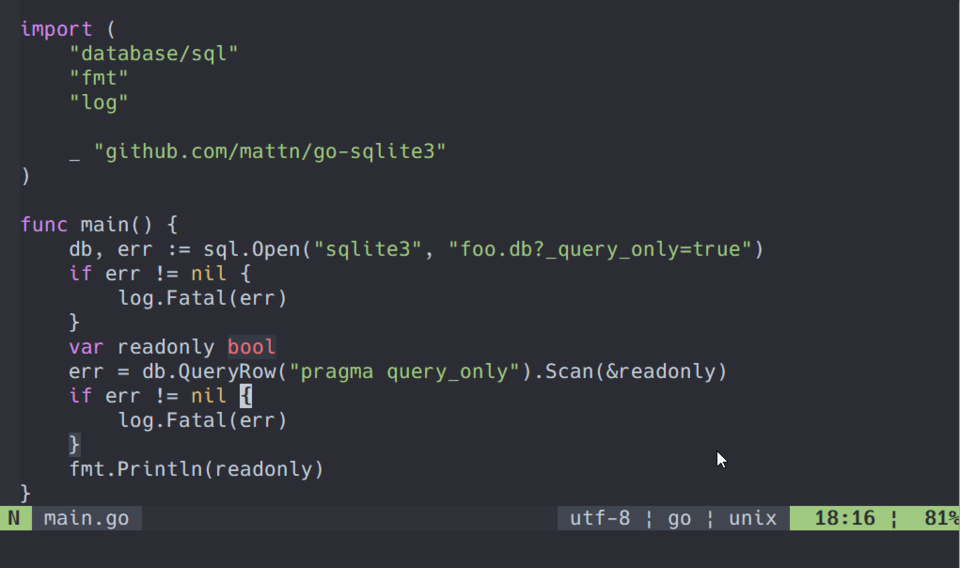 import (
    "database/sql"
    "fmt"
    "log"

    _ "github.com/mattn/go-sqlite3"
)

func main() {
    db, err := sql.Open("sqlite3", "foo.db?_query_only=true")
    if err != nil {
        log.Fatal(err)
    }
    var readonly bool
    err = db.QueryRow("pragma query_only").Scan(&readonly)
    if err != nil {
        log.Fatal(err)
    }
    fmt.Println(readonly)
}
N main.go utf-8 ¦ go ¦ unix 18:16 ¦ 81%